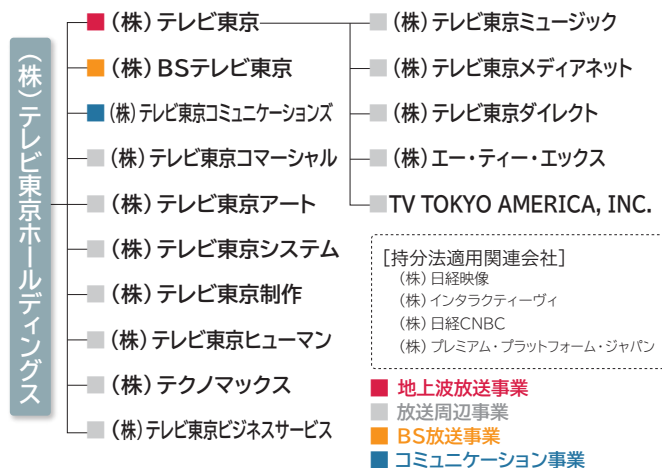 (株)テレビ東京ホールディングス
(株)テレビ東京
(株)BSテレビ東京
(株)テレビ東京コミュニケーションズ
(株)テレビ東京コマーシャル
(株)テレビ東京アート
(株)テレビ東京システム
(株)テレビ東京制作
(株)テレビ東京ヒューマン
(株)テクノマックス
(株)テレビ東京ビジネスサービス
(株)テレビ東京ミュージック
(株)テレビ東京メディアネット
(株)テレビ東京ダイレクト
(株)エー・ティー・エックス
TV TOKYO AMERICA, INC.
[持分法適用関連会社]
(株)日経映像
(株)インタラクティーヴィ
(株)日経CNBC
(株)プレミアム・プラットフォーム・ジャパン
地上波放送事業
放送周辺事業
BS放送事業
コミュニケーション事業